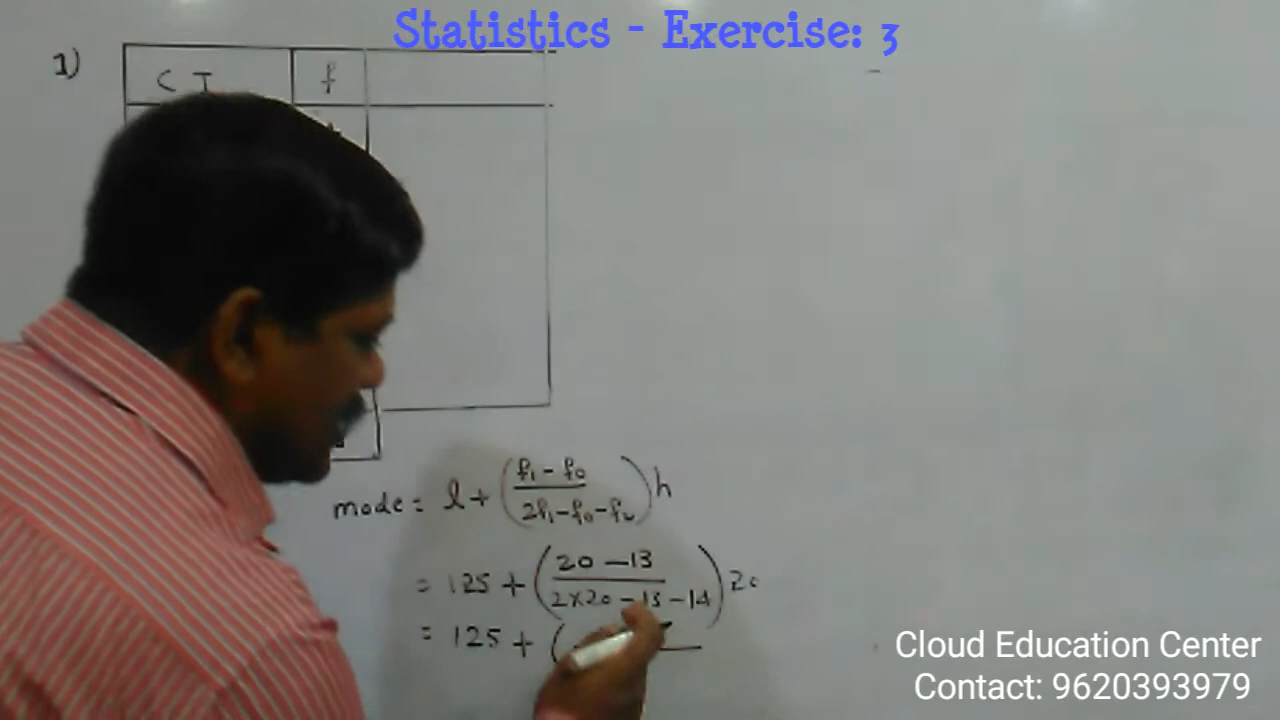 Statistics - Exercise: 3
1)
C I f
mode = l + (f₁ - f₀ / 2f₁ - f₀ - f₂) h
= 125 + (20 - 13 / 2×20 - 13 - 14) 20
= 125 + (
Cloud Education Center
Contact: 9620393979